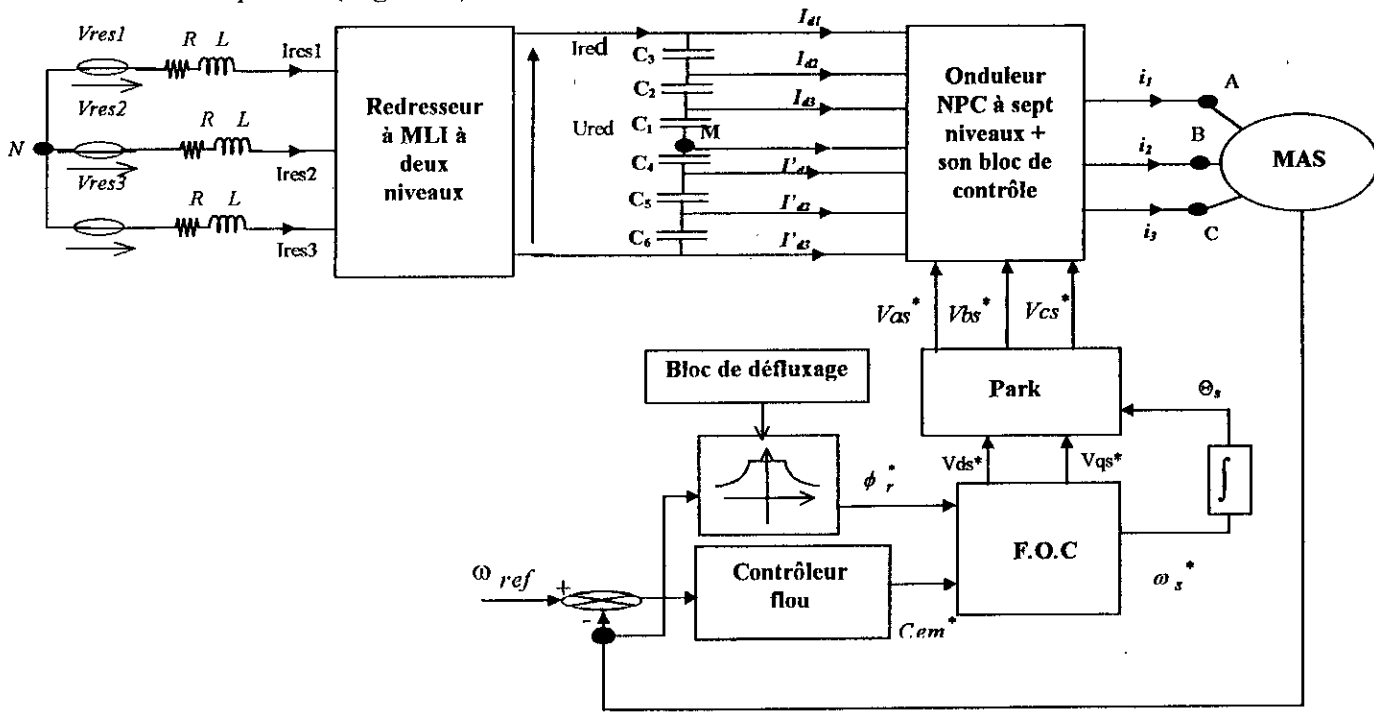 Vres1
R L
Ires1
Vres2
R L
N
Ires2
Vres3
R L
Ires3
Redresseur
à MLI à
deux
niveaux
Ired
Ured
C3
C2
C1
M
C4
C5
C6
Id1
Id2
Id3
I'd2
I'd3
Onduleur
NPC à sept
niveaux +
son bloc de
contrôle
i1
A
B
i2
i3
C
MAS
Vas* Vbs* Vcs*
Bloc de défluxage
Park
Θs
Vds* Vqs*
∫
ϕr*
F.O.C
ωs*
ω ref
+
-
Contrôleur
flou
Cem*